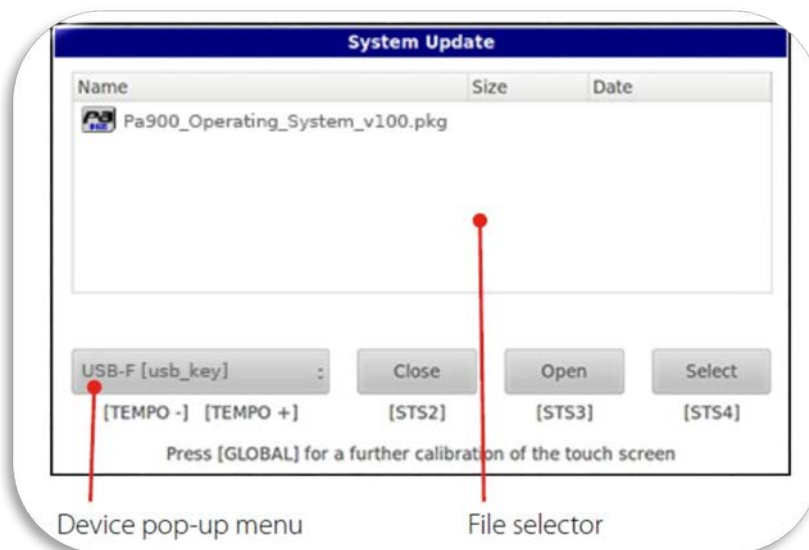 System Update
Name Size Date
Pa Pa900_Operating_System_v100.pkg
USB-F [usb_key] Close Open Select
[TEMPO -] [TEMPO +] [STS2] [STS3] [STS4]
Press [GLOBAL] for a further calibration of the touch screen
Device pop-up menu File selector